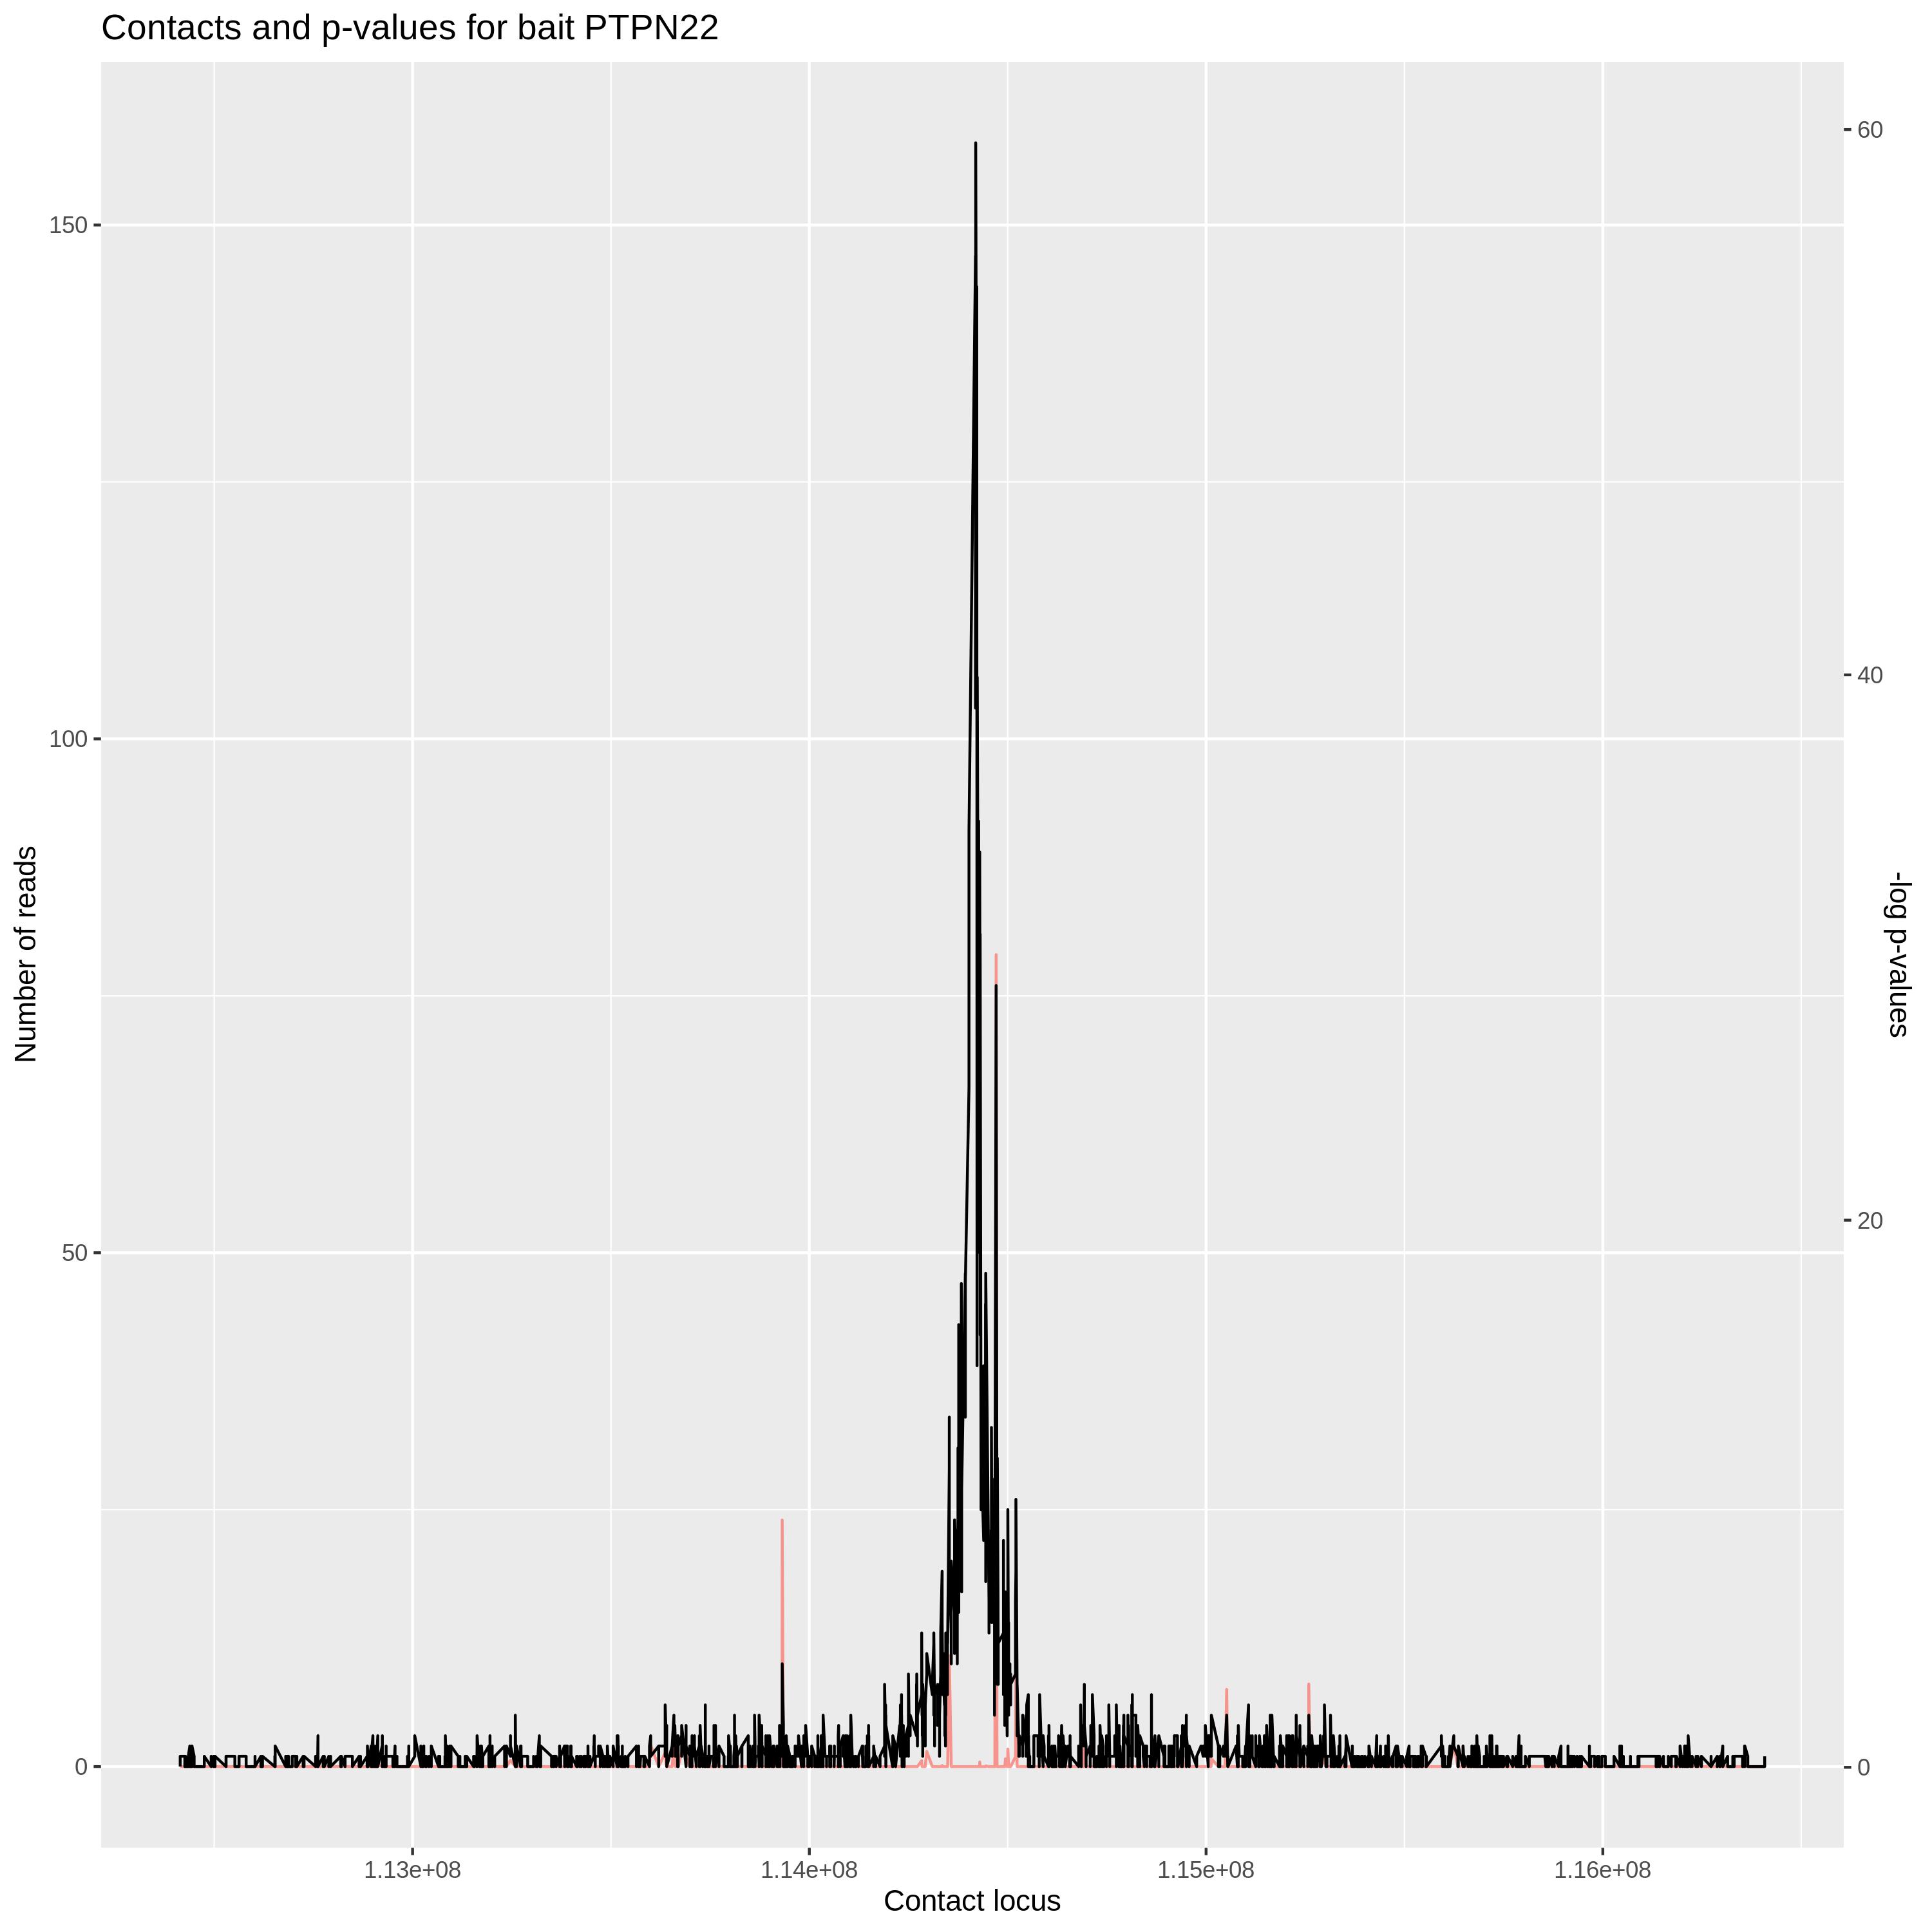 Contacts and p-values for bait PTPN22
60
150
40
100
Number of reads
-log p-values
20
50
0
0
1.13e+08
1.14e+08
1.15e+08
1.16e+08
Contact locus